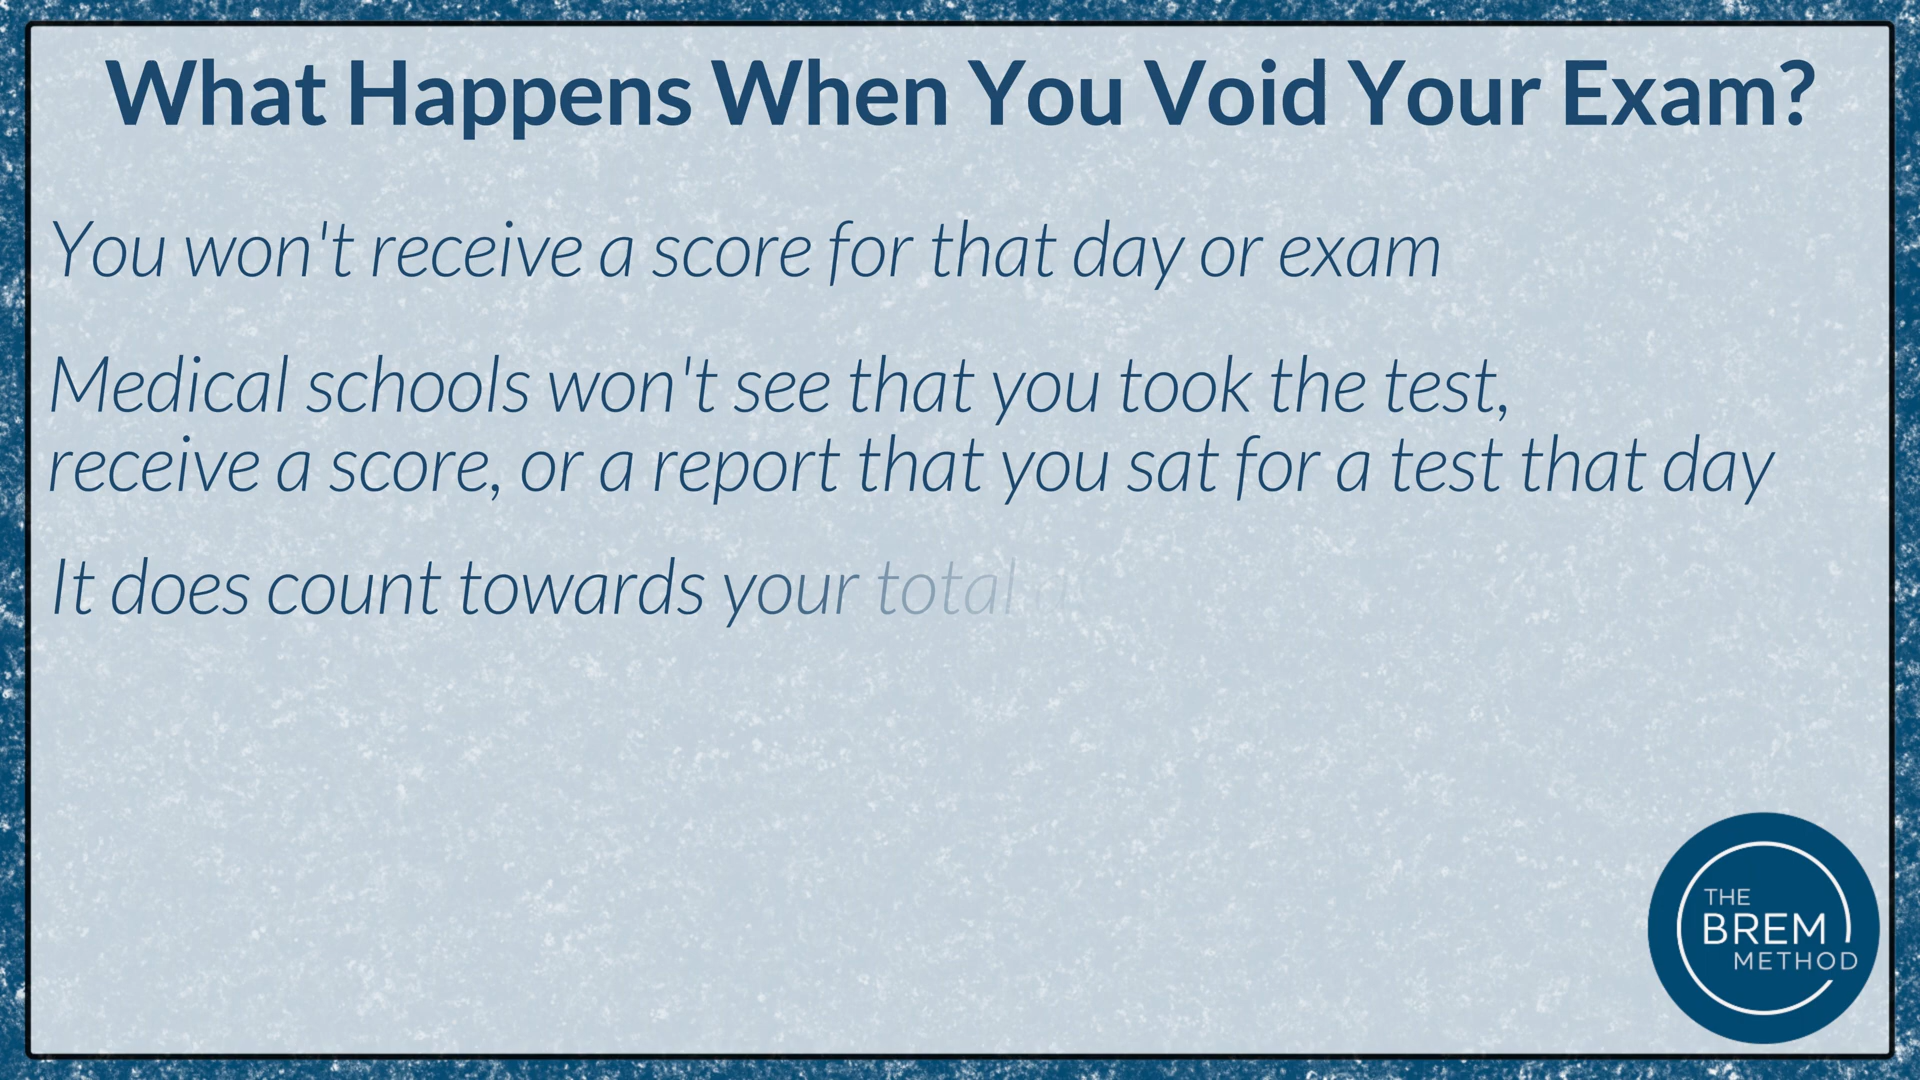 What Happens When You Void Your Exam?
You won't receive a score for that day or exam
Medical schools won't see that you took the test,
receive a score, or a report that you sat for a test that day
It does count towards your total
THE
BREM
METHOD